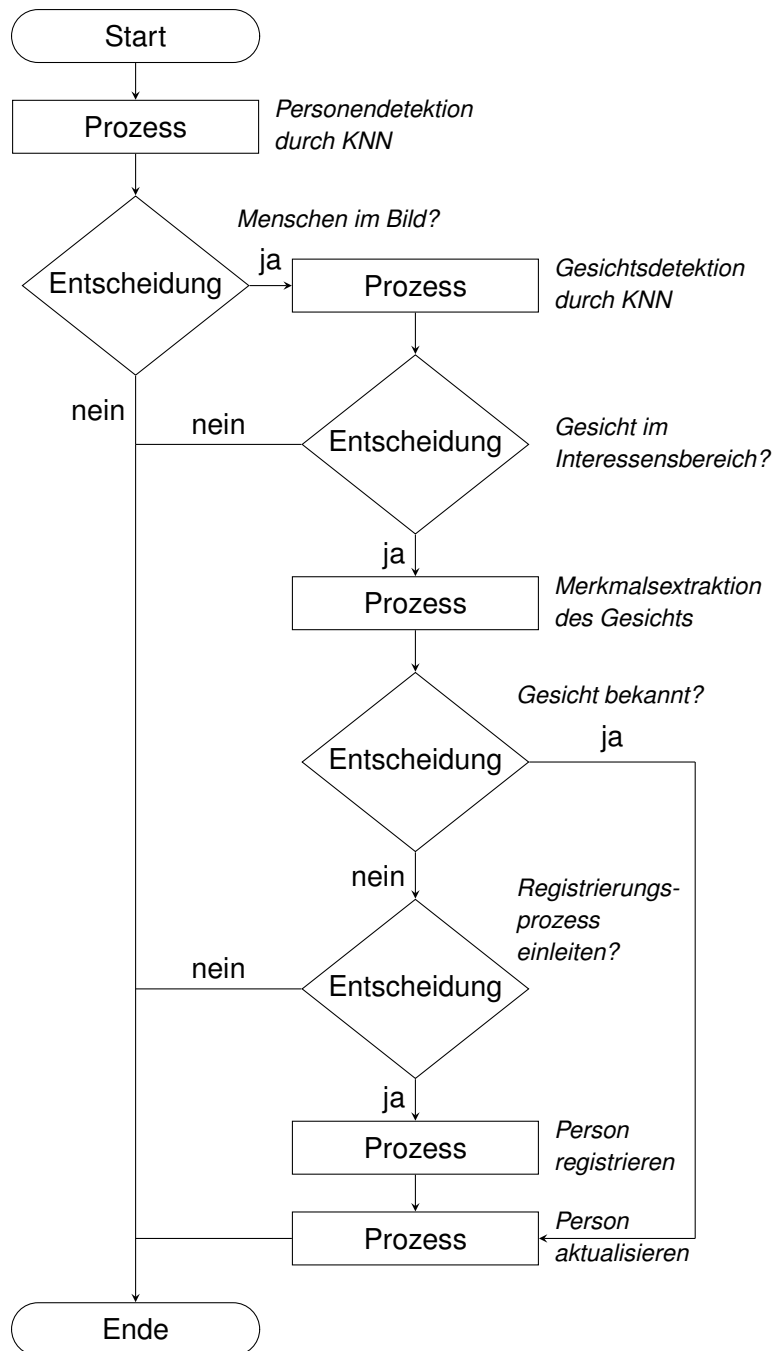 Start
Prozess
Personendetektion
durch KNN
Menschen im Bild?
Entscheidung
ja
Prozess
Gesichtsdetektion
durch KNN
nein
nein
Entscheidung
Gesicht im
Interessensbereich?
ja
Prozess
Merkmalsextraktion
des Gesichts
Gesicht bekannt?
ja
Entscheidung
nein
Registrierungs-
prozess
einleiten?
nein
Entscheidung
ja
Prozess
Person
registrieren
Prozess
Person
aktualisieren
Ende